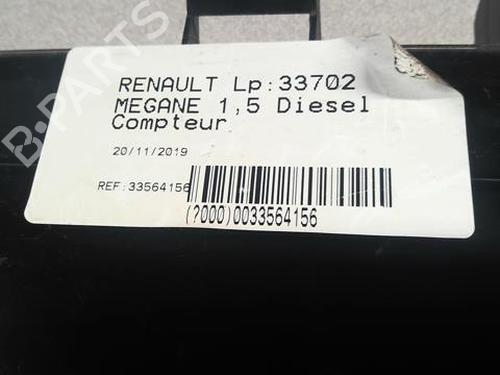 RENAULT Lp:33702
MEGANE 1,5 Diesel
Compteur
20/11/2019
REF:33564156
(?000)0033564156
B-PARTS